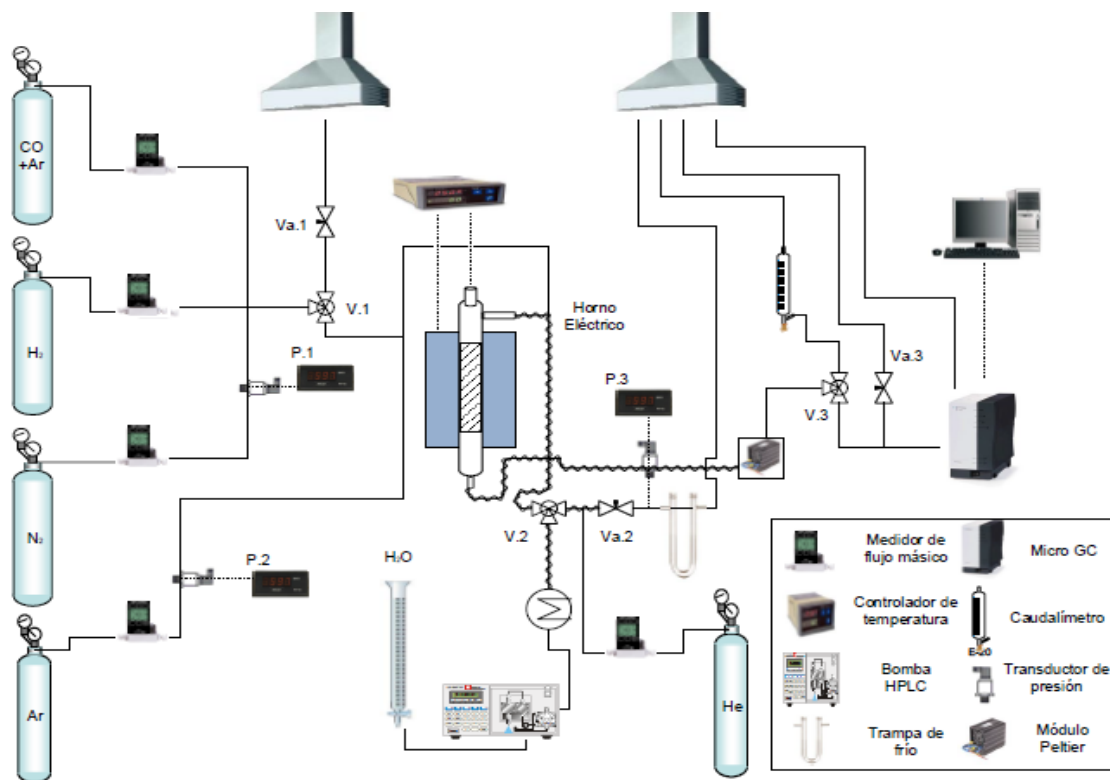 CO
+Ar
Va.1
V.1
H₂
P.1
Horno
Eléctrico
P.3
Va.3
V.3
N₂
P.2
H₂O
V.2
Va.2
Ar
He
Medidor de
flujo másico
Micro GC
Controlador de
temperatura
Caudalímetro
Bomba
HPLC
Transductor de
presión
Trampa de
frío
Módulo
Peltier